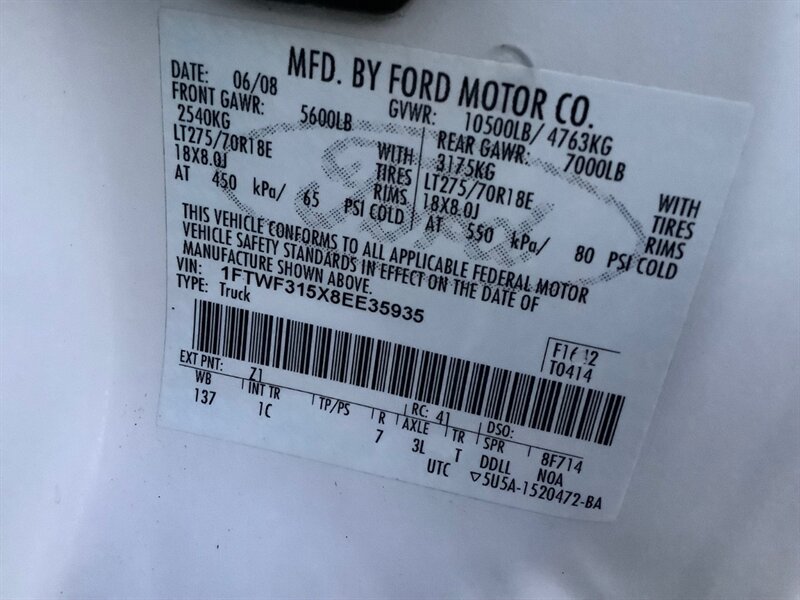 MFD. BY FORD MOTOR CO.
DATE: 06/08 GVWR: 10500LB/ 4763KG
FRONT GAWR: 5600LB REAR GAWR: 7000LB
2540KG WITH 3175KG WITH
LT275/70R18E TIRES LT275/70R18E TIRES
18X8.0J RIMS 18X8.0J RIMS
AT 450 kPa/ 65 PSI COLD AT 550 kPa/ 80 PSI COLD
THIS VEHICLE CONFORMS TO ALL APPLICABLE FEDERAL MOTOR
VEHICLE SAFETY STANDARDS IN EFFECT ON THE DATE OF
MANUFACTURE SHOWN ABOVE.
VIN: 1FTWF315X8EE35935
TYPE: Truck
T0414
EXT PNT: Z1 RC: 41 DSO:
WB INT TR TP/PS R AXLE TR SPR 8F714
137 1C 7 3L T DDLL NOA
UTC ▽5U5A-1520472-BA
Ford